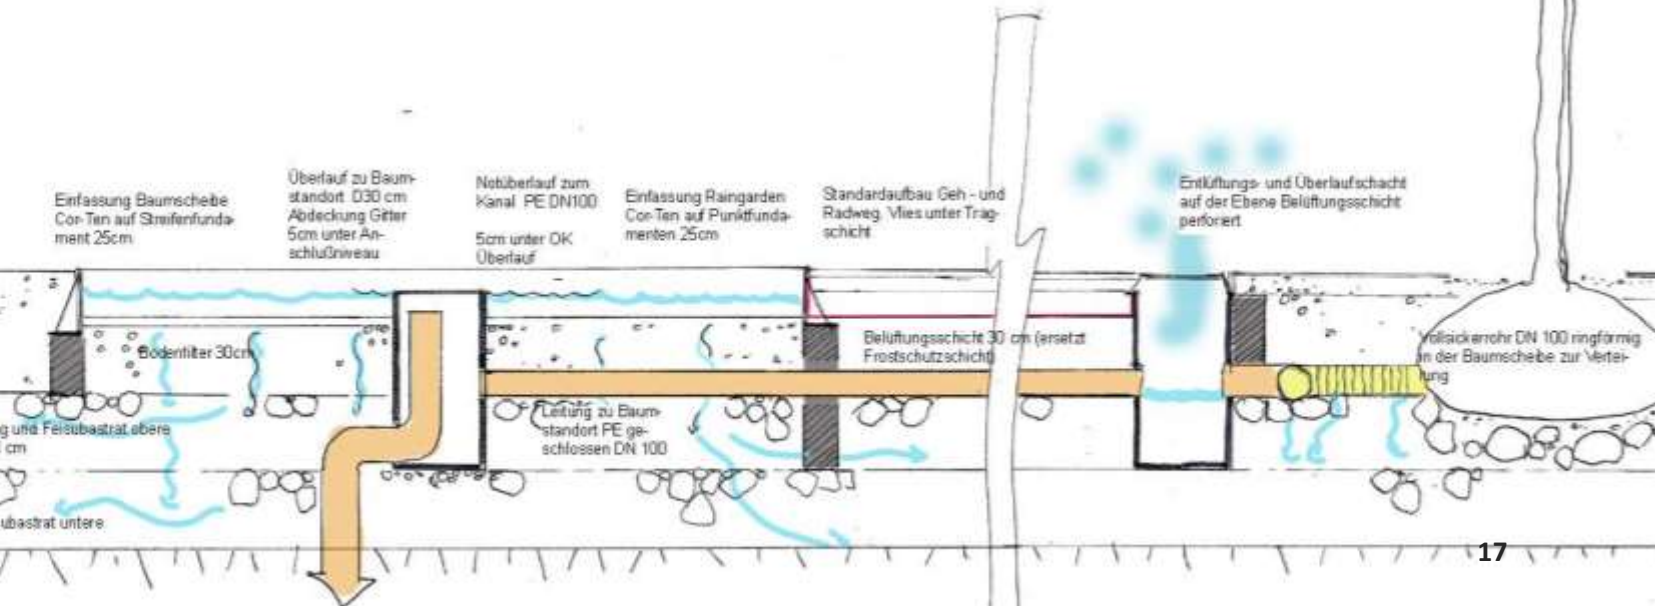 Einfassung Baumscheibe
Cor-Ten auf Streifenfunda-
ment 25cm
Überlauf zu Baum-
standort D30 cm
Abdeckung Gitter
5cm unter An-
schlußniveau
Notüberlauf zum
Kanal PE DN100
5cm unter OK
Überlauf
Einfassung Raingarden
Cor-Ten auf Punktfunda-
menten 25cm
Standardaufbau Geh - und
Radweg, Vlies unter Trag-
schicht
Entlüftungs- und Überlaufschacht
auf der Ebene Belüftungsschicht
perforiert
Bodenfilter 30cm
Belüftungsschicht 30 cm (ersetzt
Frostschutzschicht)
Vollsickerrohr DN 100 ringförmig
in der Baumscheibe zur Vertei-
lung
g und Felsubastrat obere
cm
Leitung zu Baum-
standort PE ge-
schlossen DN 100
ubastrat untere
17